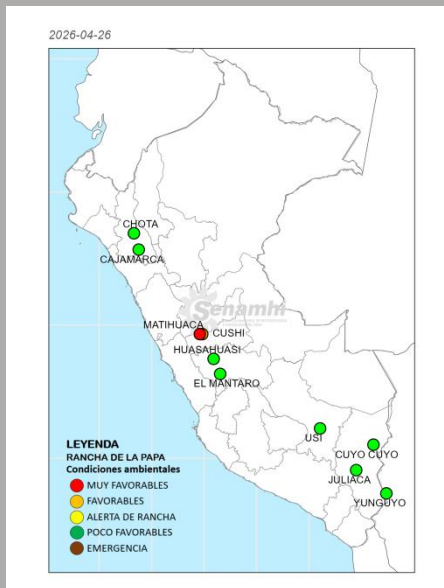 2026-04-26
CHOTA
CAJAMARCA
Senamhi
MATIHUACA
CUSHI
HUASAHUASI
EL MANTARO
USI
CUYO CUYO
JULIACA
YUNGUYO
LEYENDA
RANCHA DE LA PAPA
Condiciones ambientales
MUY FAVORABLES
FAVORABLES
ALERTA DE RANCHA
POCO FAVORABLES
EMERGENCIA